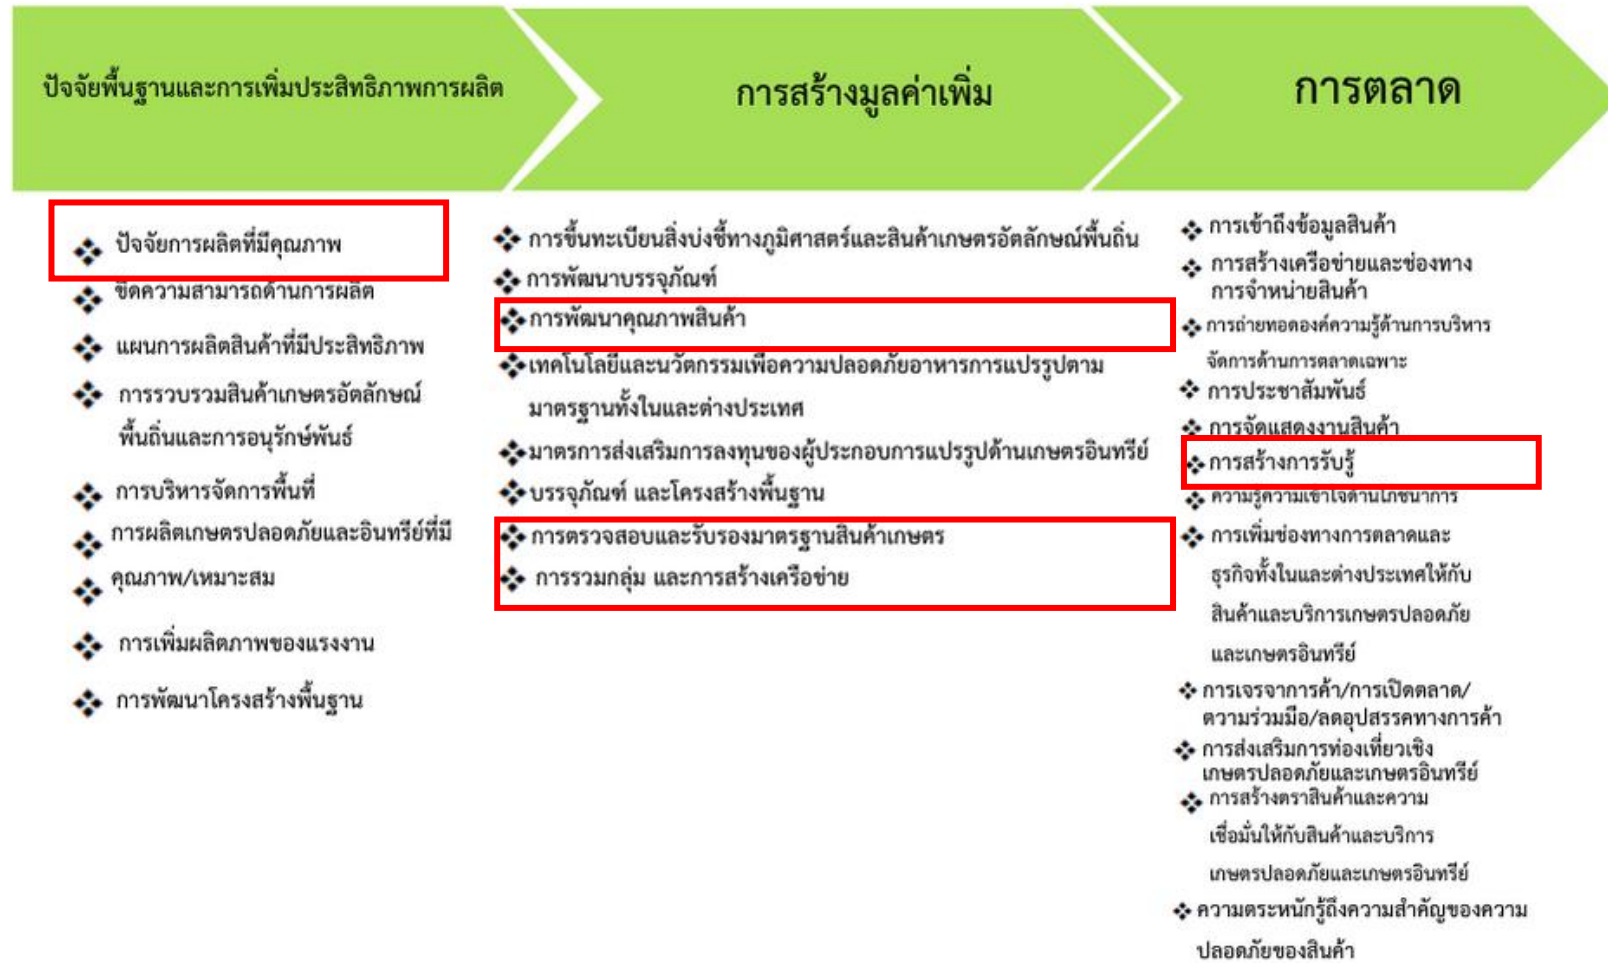 ปัจจัยพื้นฐานและการเพิ่มประสิทธิภาพการผลิต
การสร้างมูลค่าเพิ่ม
การตลาด
ปัจจัยการผลิตที่มีคุณภาพ
ขีดความสามารถด้านการผลิต
แผนการผลิตสินค้าที่มีประสิทธิภาพ
การรวบรวมสินค้าเกษตรอัตลักษณ์
พื้นถิ่นและการอนุรักษ์พันธ์
การบริหารจัดการพื้นที่
การผลิตเกษตรปลอดภัยและอินทรีย์ที่มี
คุณภาพ/เหมาะสม
การเพิ่มผลิตภาพของแรงงาน
การพัฒนาโครงสร้างพื้นฐาน
การขึ้นทะเบียนสิ่งบ่งชี้ทางภูมิศาสตร์และสินค้าเกษตรอัตลักษณ์พื้นถิ่น
การพัฒนาบรรจุภัณฑ์
การพัฒนาคุณภาพสินค้า
เทคโนโลยีและนวัตกรรมเพื่อความปลอดภัยอาหารการแปรรูปตาม
มาตรฐานทั้งในและต่างประเทศ
มาตรการส่งเสริมการลงทุนของผู้ประกอบการแปรรูปด้านเกษตรอินทรีย์
บรรจุภัณฑ์ และโครงสร้างพื้นฐาน
การตรวจสอบและรับรองมาตรฐานสินค้าเกษตร
การรวมกลุ่ม และการสร้างเครือข่าย
การเข้าถึงข้อมูลสินค้า
การสร้างเครือข่ายและช่องทาง
การจำหน่ายสินค้า
การถ่ายทอดองค์ความรู้ด้านการบริหาร
จัดการด้านการตลาดเฉพาะ
การประชาสัมพันธ์
การจัดแสดงงานสินค้า
การสร้างการรับรู้
ความรู้ความเข้าใจด้านโภชนาการ
การเพิ่มช่องทางการตลาดและ
ธุรกิจทั้งในและต่างประเทศให้กับ
สินค้าและบริการเกษตรปลอดภัย
และเกษตรอินทรีย์
การเจรจาการค้า/การเปิดตลาด/
ความร่วมมือ/ลดอุปสรรคทางการค้า
การส่งเสริมการท่องเที่ยวเชิง
เกษตรปลอดภัยและเกษตรอินทรีย์
การสร้างตราสินค้าและความ
เชื่อมั่นให้กับสินค้าและบริการ
เกษตรปลอดภัยและเกษตรอินทรีย์
ความตระหนักรู้ถึงความสำคัญของความ
ปลอดภัยของสินค้า